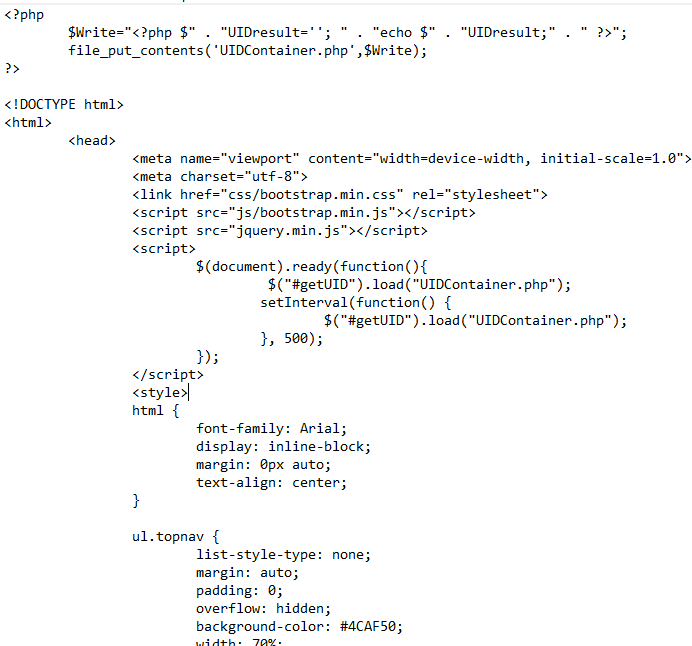 <?php
	$Write="<?php $" . "UIDresult=''; " . "echo $" . "UIDresult;" . " ?>";
	file_put_contents('UIDContainer.php',$Write);
?>

<!DOCTYPE html>
<html>
	<head>
		<meta name="viewport" content="width=device-width, initial-scale=1.0">
		<meta charset="utf-8">
		<link href="css/bootstrap.min.css" rel="stylesheet">
		<script src="js/bootstrap.min.js"></script>
		<script src="jquery.min.js"></script>
		<script>
			$(document).ready(function(){
				 $("#getUID").load("UIDContainer.php");
				setInterval(function() {
					$("#getUID").load("UIDContainer.php");
				}, 500);
			});
		</script>
		<style>
		html {
			font-family: Arial;
			display: inline-block;
			margin: 0px auto;
			text-align: center;
		}

		ul.topnav {
			list-style-type: none;
			margin: auto;
			padding: 0;
			overflow: hidden;
			background-color: #4CAF50;
			width: 70%;